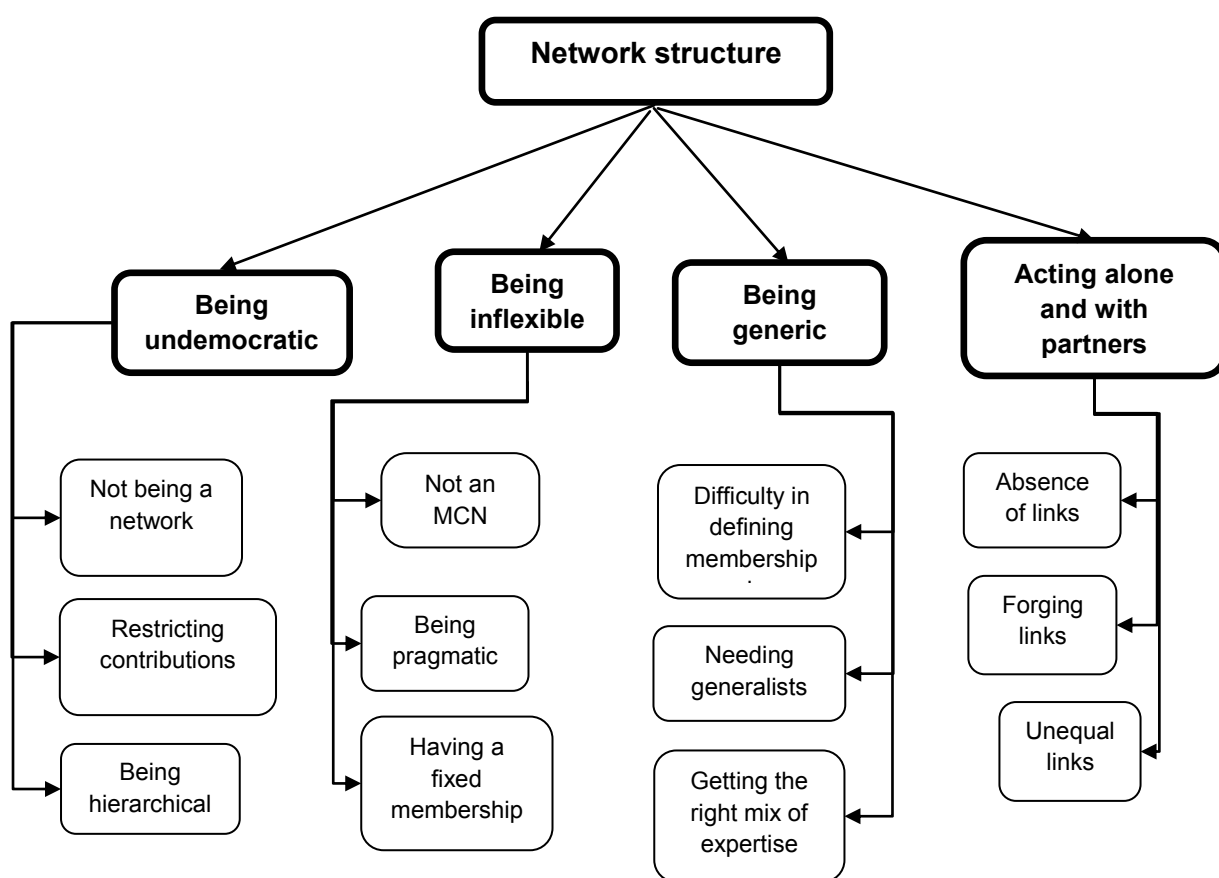 Network structure
Being
undemocratic
Being
inflexible
Being
generic
Acting alone
and with
partners
Not being a
network
Restricting
contributions
Being
hierarchical
Not an
MCN
Being
pragmatic
Having a
fixed
membership
Difficulty in
defining
membership
.
Needing
generalists
Getting the
right mix of
expertise
Absence
of links
Forging
links
Unequal
links